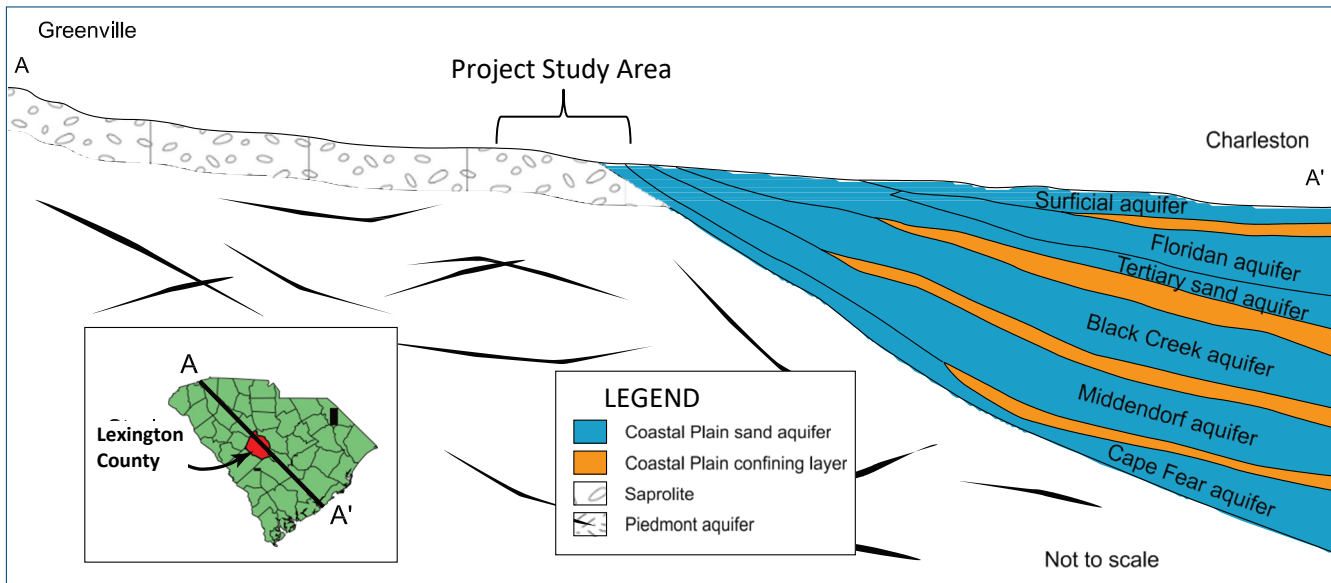 Greenville
A
Project Study Area
Charleston
A'
Surficial aquifer
Floridan aquifer
Tertiary sand aquifer
Black Creek aquifer
Middendorf aquifer
Cape Fear aquifer
A
Lexington
County
A'
LEGEND
Coastal Plain sand aquifer
Coastal Plain confining layer
Saprolite
Piedmont aquifer
Not to scale